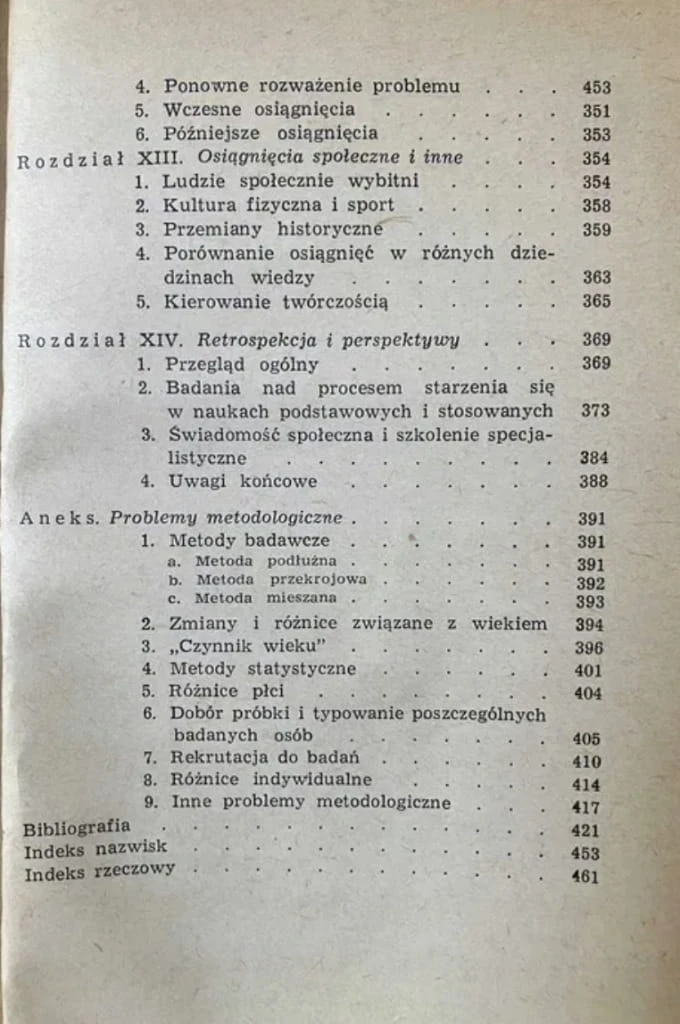 4. Ponowne rozważenie problemu . . . 453
5. Wczesne osiągnięcia . . . . . . 351
6. Późniejsze osiągnięcia . . . . . 353
Rozdział XIII. Osiągnięcia społeczne i inne . . . 354
1. Ludzie społecznie wybitni . . . . 354
2. Kultura fizyczna i sport . . . . . 358
3. Przemiany historyczne . . . . . 359
4. Porównanie osiągnięć w różnych dzie-
dzinach wiedzy . . . . . . . 363
5. Kierowanie twórczością . . . . . 365
Rozdział XIV. Retrospekcja i perspektywy . . . 369
1. Przegląd ogólny . . . . . . . 369
2. Badania nad procesem starzenia się
w naukach podstawowych i stosowanych 373
3. Świadomość społeczna i szkolenie specja-
listyczne . . . . . . . . . 384
4. Uwagi końcowe . . . . . . . 388
Aneks. Problemy metodologiczne . . . . . . . 391
1. Metody badawcze . . . . . . . 391
a. Metoda podłużna . . . . . . . 391
b. Metoda przekrojowa . . . . . . 392
c. Metoda mieszana . . . . . . . 393
2. Zmiany i różnice związane z wiekiem 394
3. „Czynnik wieku” . . . . . . . 396
4. Metody statystyczne . . . . . . 401
5. Różnice płci . . . . . . . . 404
6. Dobór próbki i typowanie poszczególnych
badanych osób . . . . . . . 405
7. Rekrutacja do badań . . . . . . 410
8. Różnice indywidualne . . . . . 414
9. Inne problemy metodologiczne . . . 417
Bibliografia . . . . . . . . . . . . . 421
Indeks nazwisk . . . . . . . . . . . . 453
Indeks rzeczowy . . . . . . . . . . . . 461